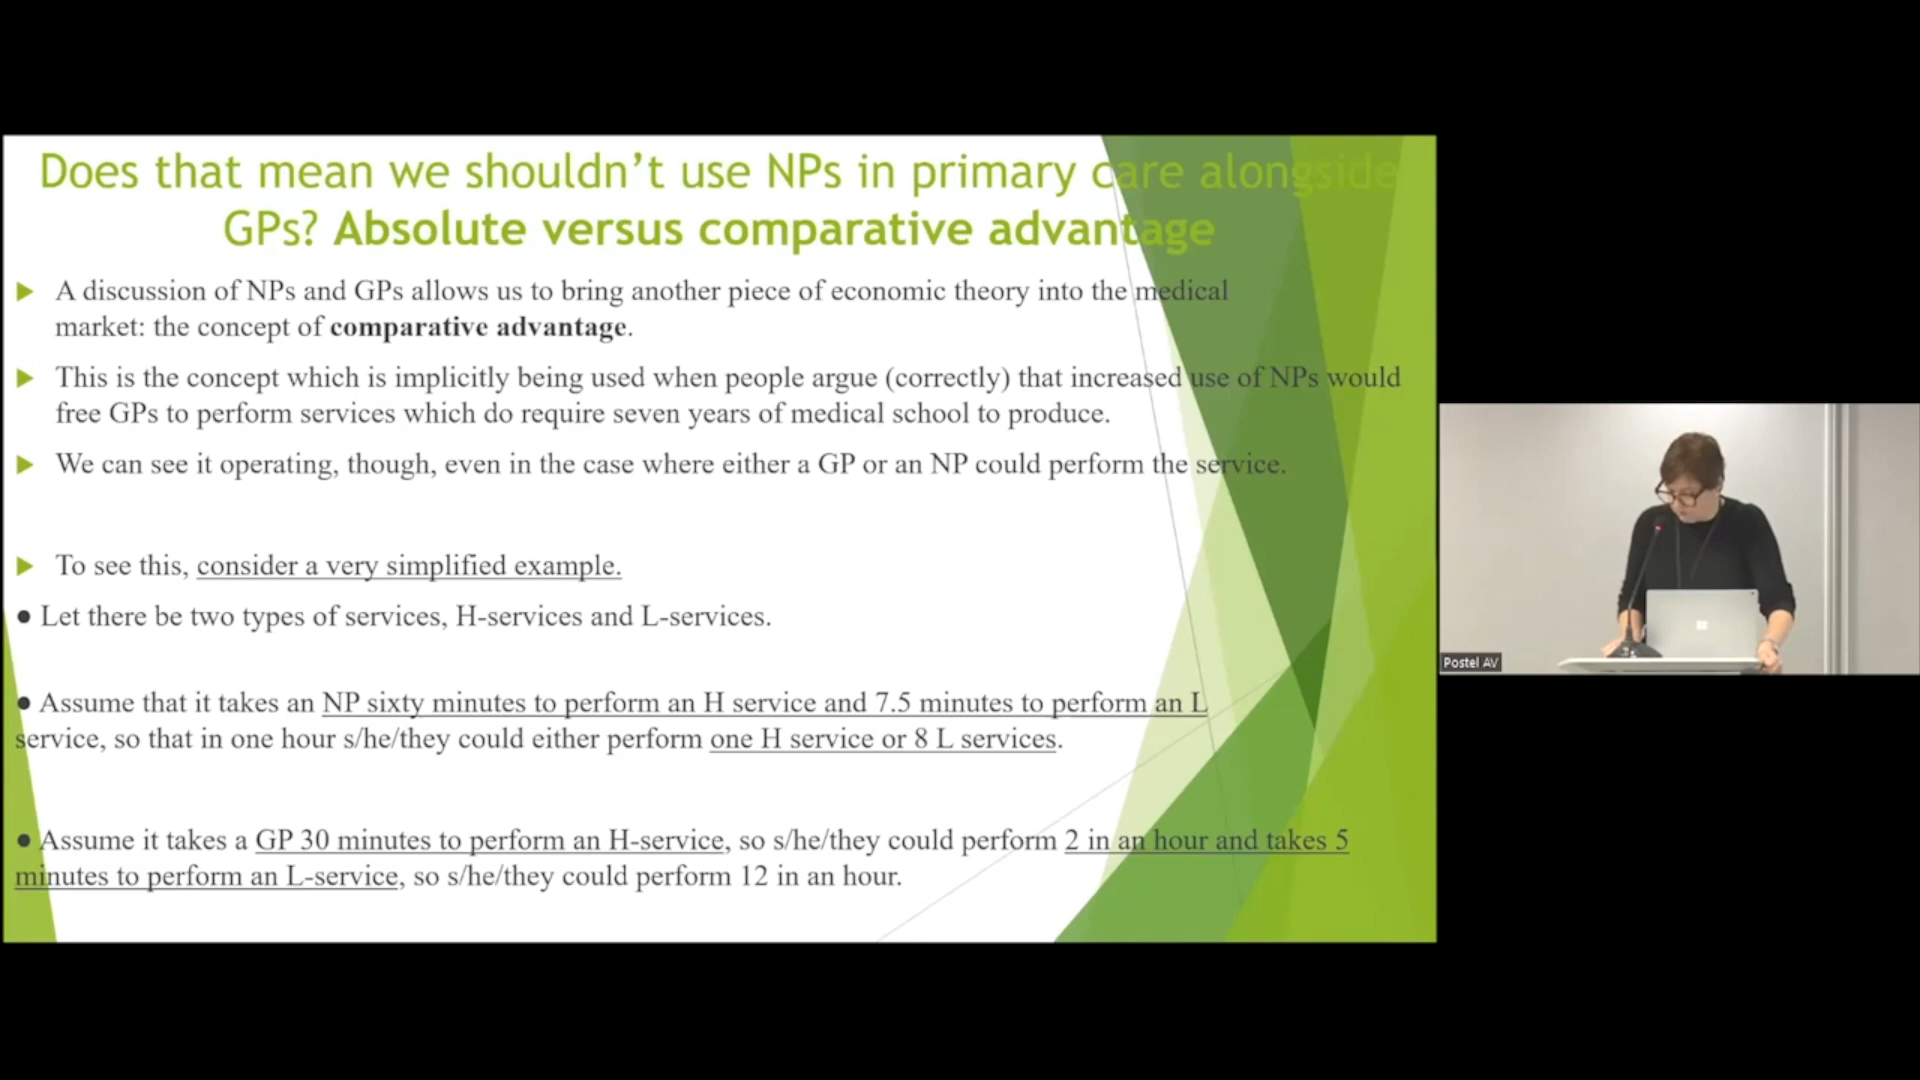 Does that mean we shouldn't use NPs in primary care alongside
GPs? Absolute versus comparative advantage
A discussion of NPs and GPs allows us to bring another piece of economic theory into the medical
market: the concept of comparative advantage.
This is the concept which is implicitly being used when people argue (correctly) that increased use of NPs would
free GPs to perform services which do require seven years of medical school to produce.
We can see it operating, though, even in the case where either a GP or an NP could perform the service.
To see this, consider a very simplified example.
● Let there be two types of services, H-services and L-services.
● Assume that it takes an NP sixty minutes to perform an H service and 7.5 minutes to perform an L
service, so that in one hour s/he/they could either perform one H service or 8 L services.
● Assume it takes a GP 30 minutes to perform an H-service, so s/he/they could perform 2 in an hour and takes 5
minutes to perform an L-service, so s/he/they could perform 12 in an hour.
Postel AV